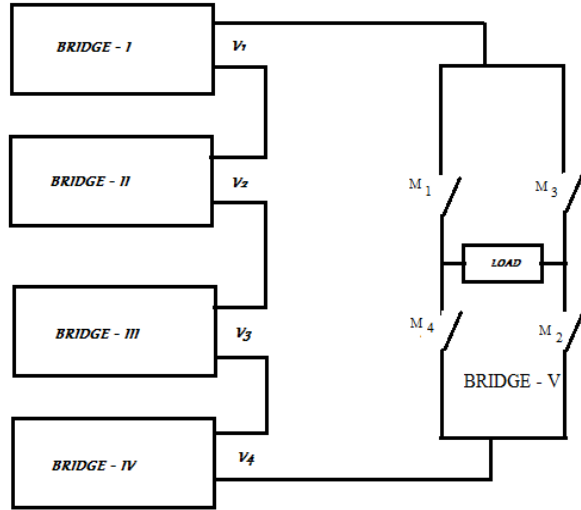 BRIDGE - I
V1
BRIDGE - II
V2
BRIDGE - III
V3
BRIDGE - IV
V4
M1
M3
LOAD
M4
M2
BRIDGE - V